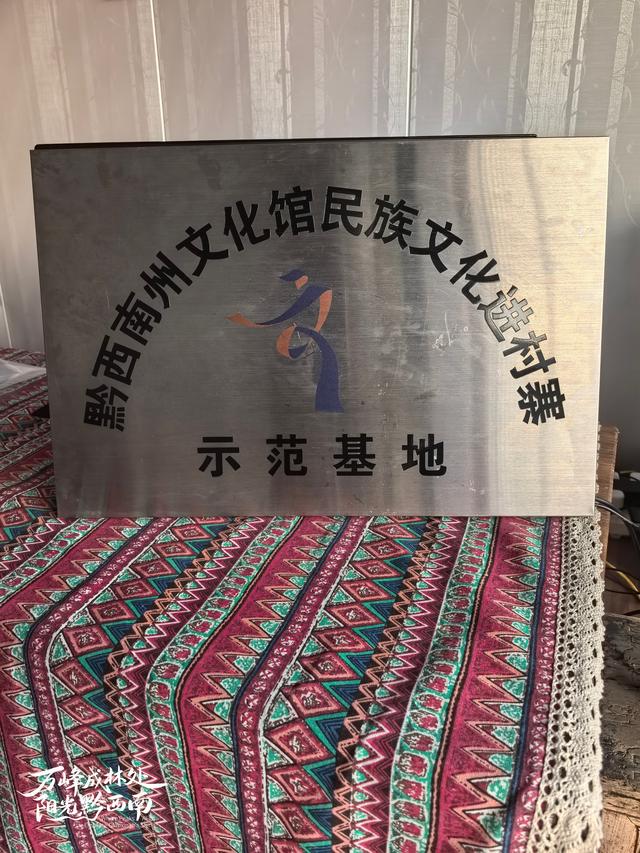 黔西南州文化馆民族文化进村寨
示范基地
万峰成林处
阳光黔西南